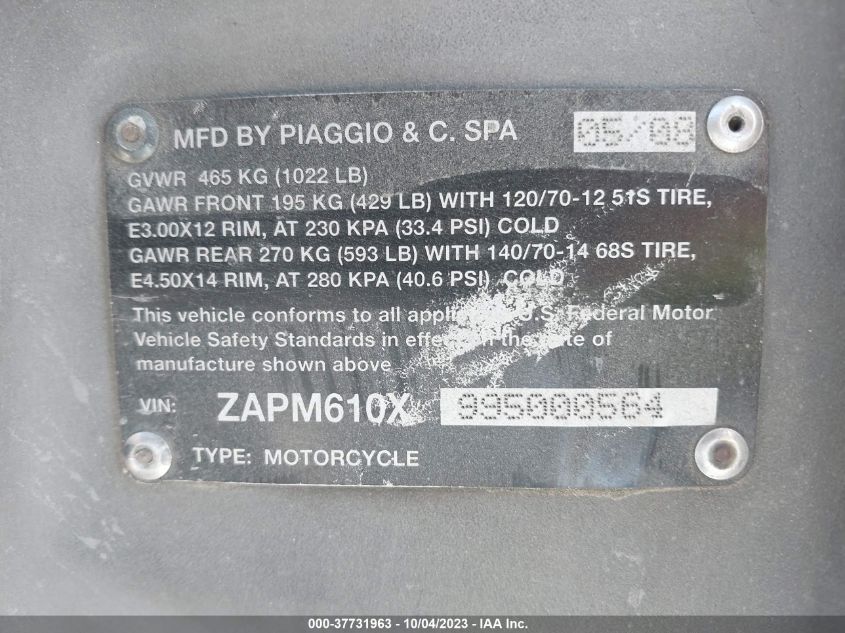 MFD BY PIAGGIO & C. SPA 05/08
GVWR 465 KG (1022 LB)
GAWR FRONT 195 KG (429 LB) WITH 120/70-12 51S TIRE,
E3.00X12 RIM, AT 230 KPA (33.4 PSI) COLD
GAWR REAR 270 KG (593 LB) WITH 140/70-14 68S TIRE,
E4.50X14 RIM, AT 280 KPA (40.6 PSI) COLD
This vehicle conforms to all U.S. Federal Motor
Vehicle Safety Standards in effect in the date of
manufacture shown above
VIN: ZAPM610X 995000564
TYPE: MOTORCYCLE
000-37731963 | 10/04/2023 - IAA Inc.